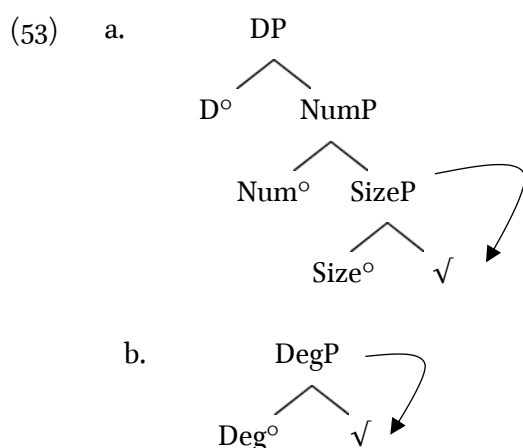 (53) a. DP
D° NumP
Num° SizeP
Size° √
b. DegP
Deg° √